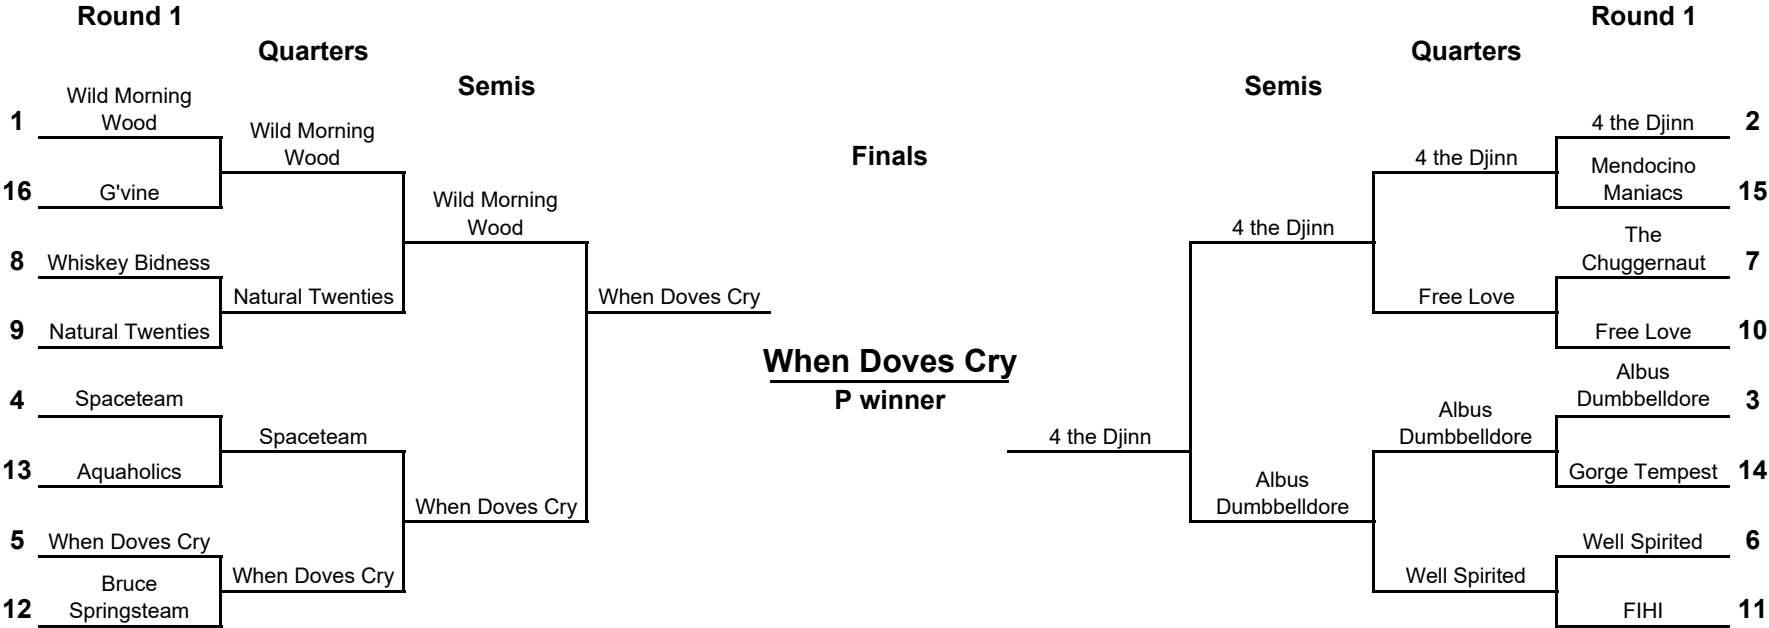 Round 1
Round 1
Quarters
Quarters
Semis
Semis
Finals
1
Wild Morning
Wood
16
G'vine
8
Whiskey Bidness
9
Natural Twenties
4
Spaceteam
13
Aquaholics
5
When Doves Cry
12
Bruce
Springsteam
Wild Morning
Wood
Natural Twenties
Spaceteam
When Doves Cry
Wild Morning
Wood
When Doves Cry
When Doves Cry
When Doves Cry
P winner
4 the Djinn
4 the Djinn
Albus
Dumbbelldore
4 the Djinn
Free Love
Albus
Dumbbelldore
Well Spirited
4 the Djinn
2
Mendocino
Maniacs
15
The
Chuggernaut
7
Free Love
10
Albus
Dumbbelldore
3
Gorge Tempest
14
Well Spirited
6
FIHI
11